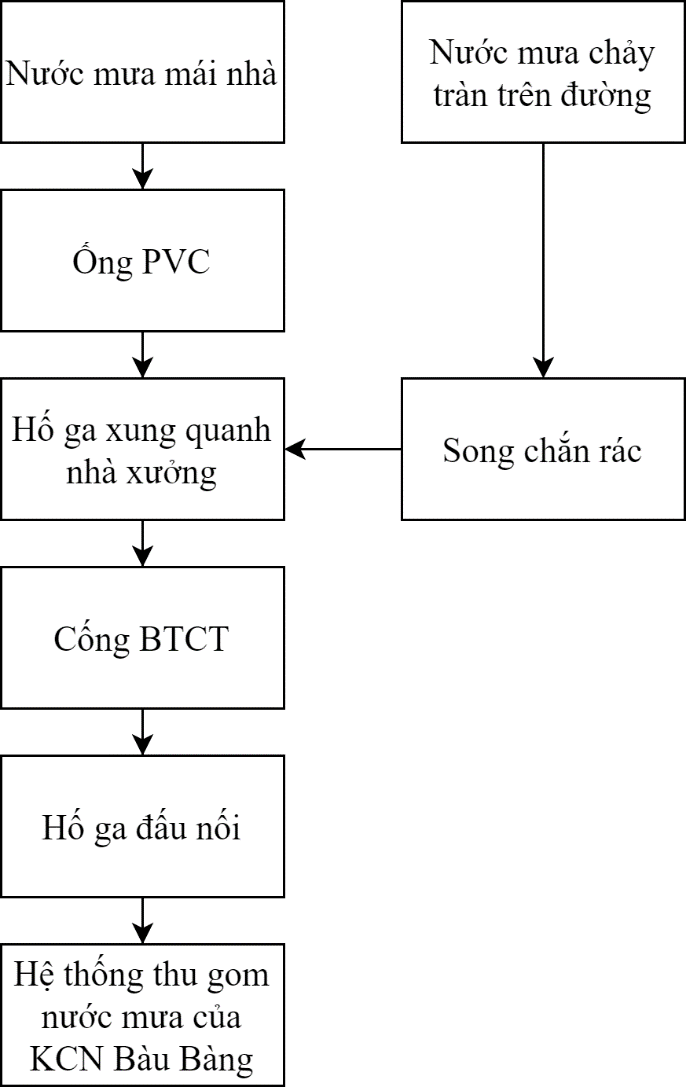 Nước mưa mái nhà
Nước mưa chảy
tràn trên đường
Ống PVC
Hố ga xung quanh
nhà xưởng
Song chắn rác
Cống BTCT
Hố ga đấu nối
Hệ thống thu gom
nước mưa của
KCN Bàu Bàng